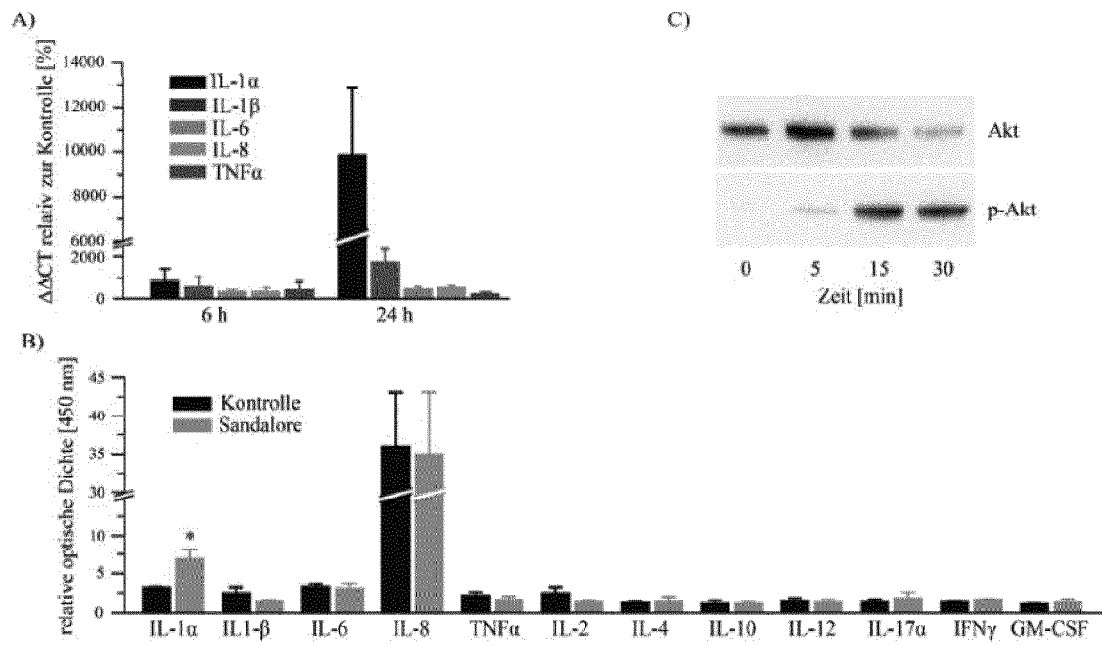 A)
ΔΔCT relativ zur Kontrolle [%]
14000
12000
10000
8000
6000
2000
0
IL-1α
IL-1β
IL-6
IL-8
TNFα
6 h
24 h
C)
Akt
p-Akt
0 5 15 30
Zeit [min]
B)
relative optische Dichte [450 nm]
45
40
35
30
10
5
0
Kontrolle
Sandalore
*
IL-1α IL1-β IL-6 IL-8 TNFα IL-2 IL-4 IL-10 IL-12 IL-17α IFNγ GM-CSF